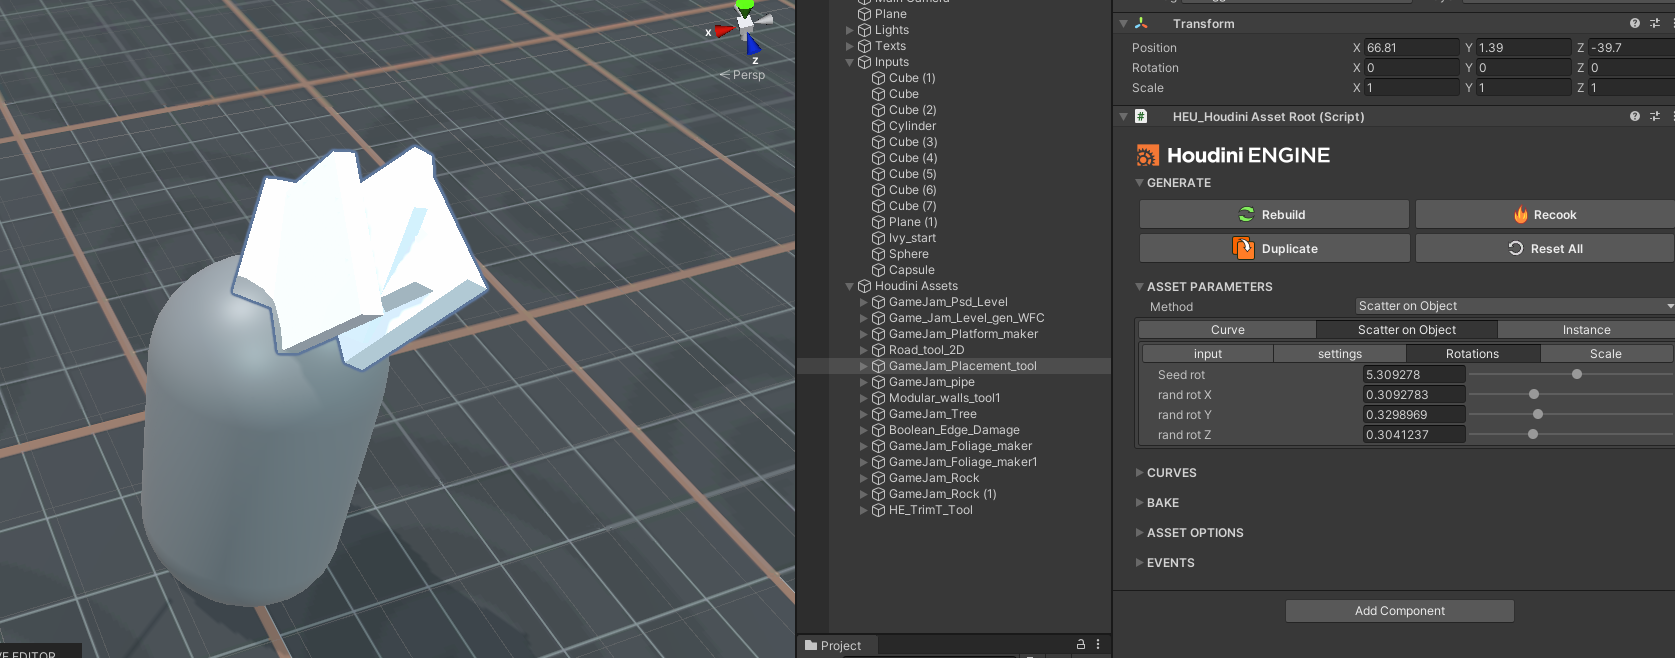 x
z
< Persp
VE EDITOR
Plane
Lights
Texts
Inputs
Cube (1)
Cube
Cube (2)
Cylinder
Cube (3)
Cube (4)
Cube (5)
Cube (6)
Cube (7)
Plane (1)
Ivy_start
Sphere
Capsule
Houdini Assets
GameJam_Psd_Level
Game_Jam_Level_gen_WFC
GameJam_Platform_maker
Road_tool_2D
GameJam_Placement_tool
GameJam_pipe
Modular_walls_tool1
GameJam_Tree
Boolean_Edge_Damage
GameJam_Foliage_maker
GameJam_Foliage_maker1
GameJam_Rock
GameJam_Rock (1)
HE_TrimT_Tool
Project
Transform
Position X 66.81 Y 1.39 Z -39.7
Rotation X 0 Y 0 Z 0
Scale X 1 Y 1 Z 1
# HEU_Houdini Asset Root (Script)
Houdini ENGINE
GENERATE
Rebuild Recook
Duplicate Reset All
ASSET PARAMETERS
Method Scatter on Object
Curve Scatter on Object Instance
input settings Rotations Scale
Seed rot 5.309278
rand rot X 0.3092783
rand rot Y 0.3298969
rand rot Z 0.3041237
CURVES
BAKE
ASSET OPTIONS
EVENTS
Add Component